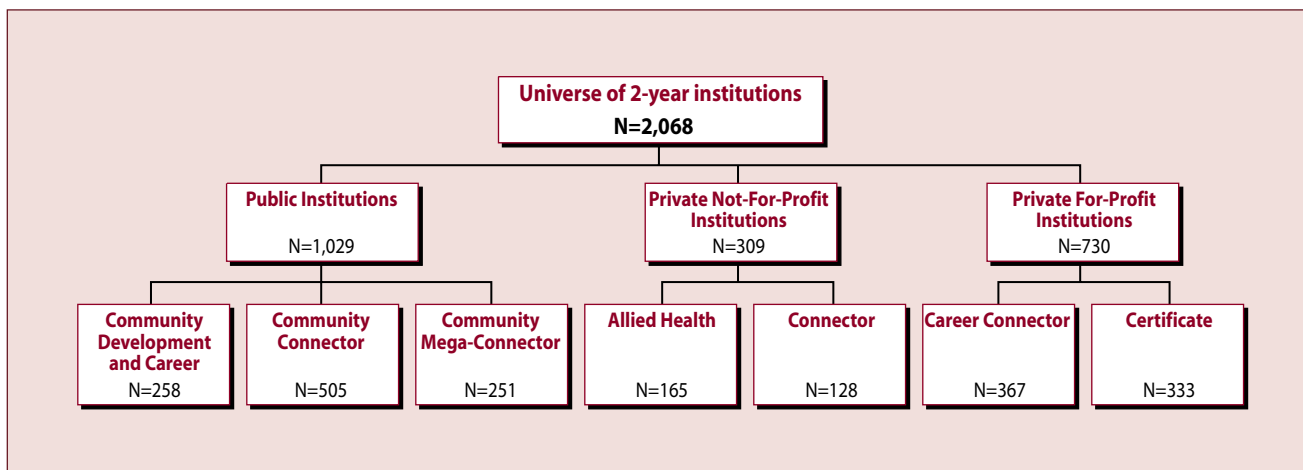 Universe of 2-year institutions
N=2,068
Public Institutions
N=1,029
Private Not-For-Profit
Institutions
N=309
Private For-Profit
Institutions
N=730
Community
Development
and Career
N=258
Community
Connector
N=505
Community
Mega-Connector
N=251
Allied Health
N=165
Connector
N=128
Career Connector
N=367
Certificate
N=333